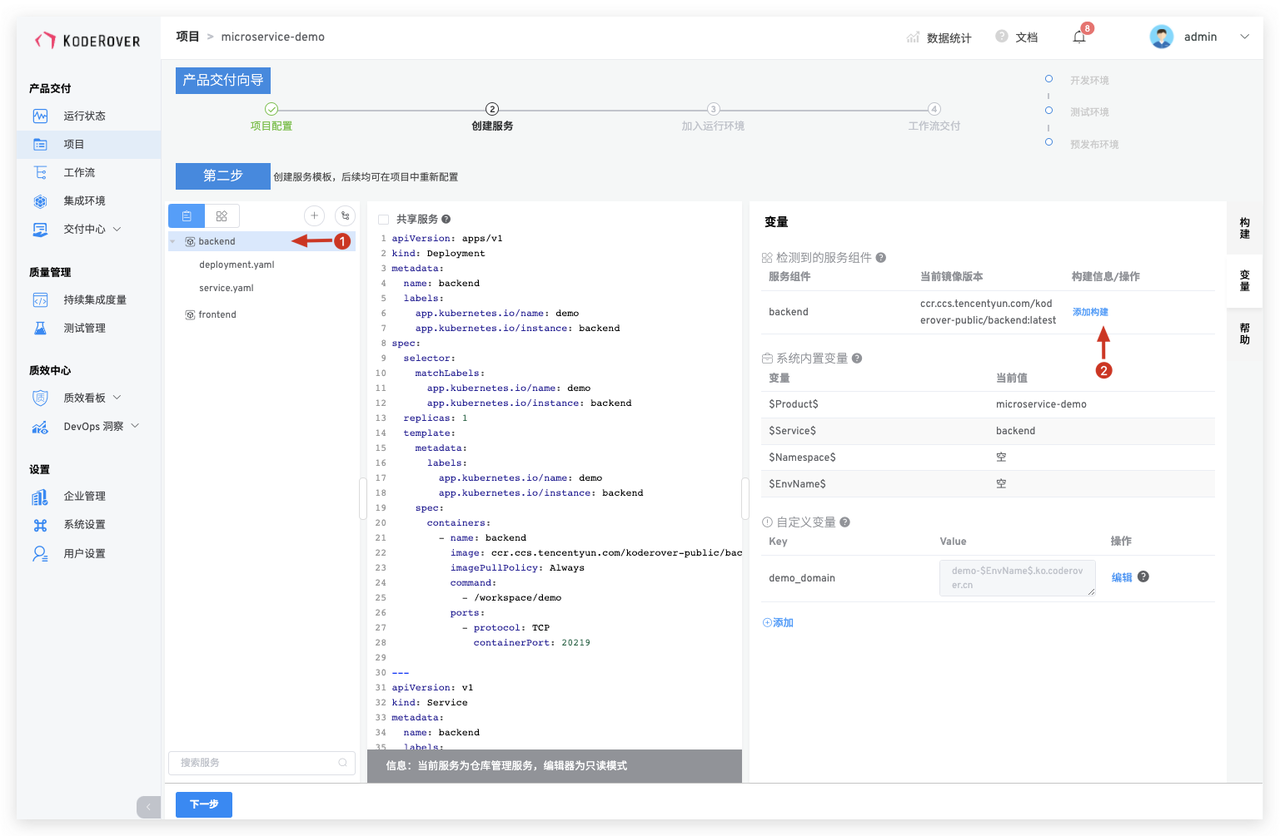 KODEROVER
项目 > microservice-demo
数据统计
文档
8
admin
产品交付
运行状态
项目
工作流
集成环境
交付中心
质量管理
持续集成度量
测试管理
质效中心
质效看板
DevOps 洞察
设置
企业管理
系统设置
用户设置
产品交付向导
项目配置
2
创建服务
3
加入运行环境
4
工作流交付
开发环境
测试环境
预发布环境
第二步 创建服务模板，后续均可在项目中重新配置
backend
1
deployment.yaml
service.yaml
frontend
搜索服务
共享服务
1 apiVersion: apps/v1
2 kind: Deployment
3 metadata:
4 name: backend
5 labels:
6 app.kubernetes.io/name: demo
7 app.kubernetes.io/instance: backend
8 spec:
9 selector:
10 matchLabels:
11 app.kubernetes.io/name: demo
12 app.kubernetes.io/instance: backend
13 replicas: 1
14 template:
15 metadata:
16 labels:
17 app.kubernetes.io/name: demo
18 app.kubernetes.io/instance: backend
19 spec:
20 containers:
21 - name: backend
22 image: ccr.ccs.tencentyun.com/koderover-public/bac
23 imagePullPolicy: Always
24 command:
25 - /workspace/demo
26 ports:
27 - protocol: TCP
28 containerPort: 20219
29
30 ---
31 apiVersion: v1
32 kind: Service
33 metadata:
34 name: backend
35 labels:
信息：当前服务为仓库管理服务，编辑器为只读模式
变量
检测到的服务组件
服务组件 当前镜像版本 构建信息/操作
backend ccr.ccs.tencentyun.com/kod
erover-public/backend:latest
添加构建
2
系统内置变量
变量 当前值
$Product$ microservice-demo
$Service$ backend
$Namespace$ 空
$EnvName$ 空
自定义变量
Key Value 操作
demo_domain demo-$EnvName$.ko.coderov
er.cn
编辑
添加
构建
变量
帮助
下一步